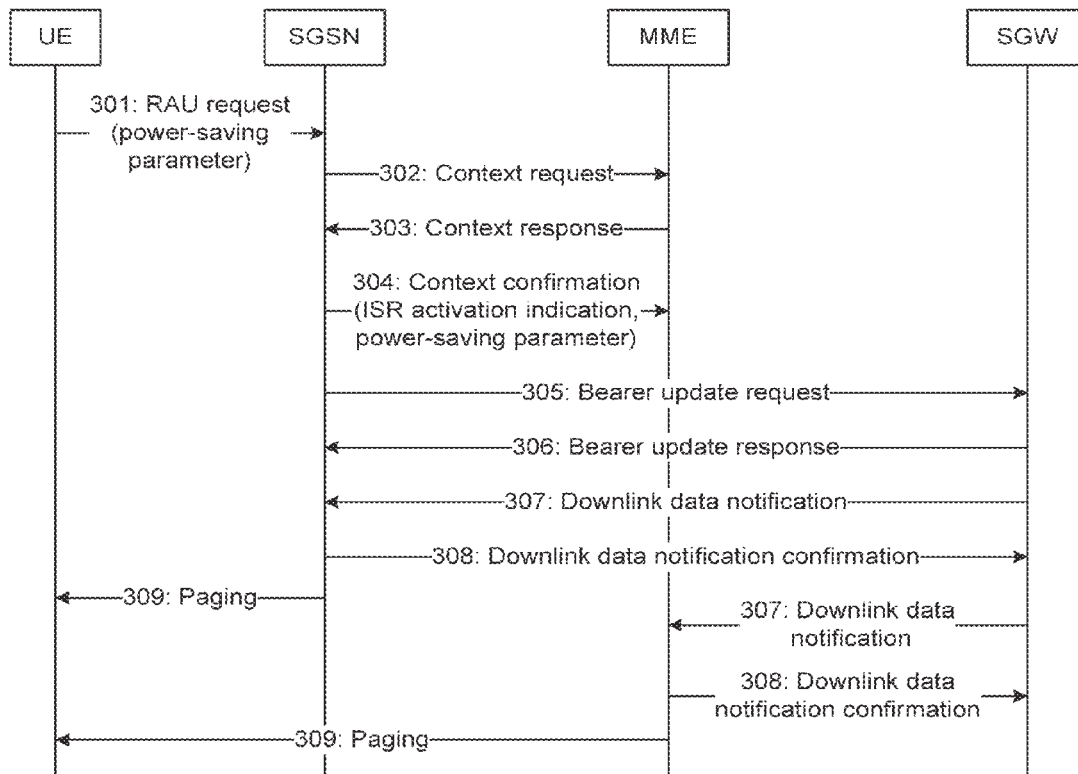 UE
SGSN
MME
SGW
301: RAU request
(power-saving
parameter)
302: Context request
303: Context response
304: Context confirmation
(ISR activation indication,
power-saving parameter)
305: Bearer update request
306: Bearer update response
307: Downlink data notification
308: Downlink data notification confirmation
309: Paging
307: Downlink data
notification
308: Downlink data
notification confirmation
309: Paging